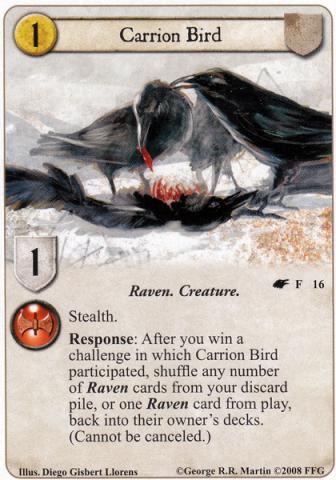 1
Carrion Bird
1
F 16
Raven. Creature.
Stealth.
Response: After you win a
challenge in which Carrion Bird
participated, shuffle any number
of Raven cards from your discard
pile, or one Raven card from play,
back into their owner's decks.
(Cannot be canceled.)
Illus. Diego Gisbert Llorens
©George R.R. Martin ©2008 FFG